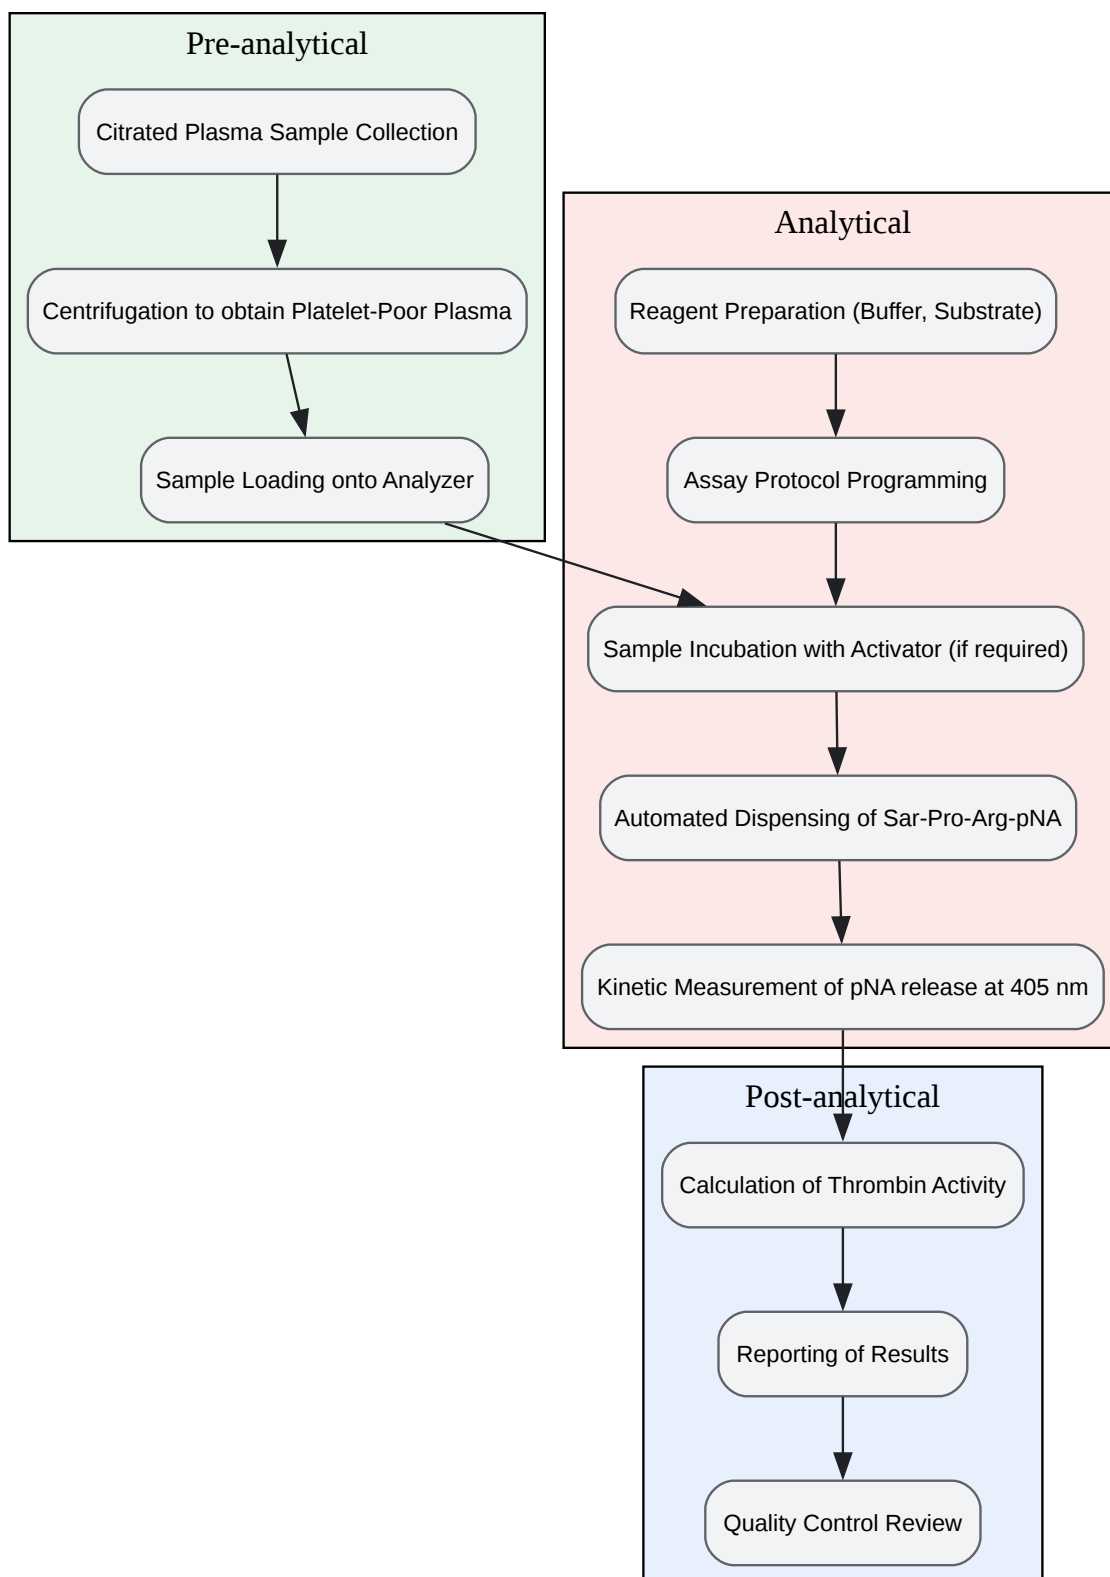 Pre-analytical
Citrated Plasma Sample Collection
Centrifugation to obtain Platelet-Poor Plasma
Sample Loading onto Analyzer
Analytical
Reagent Preparation (Buffer, Substrate)
Assay Protocol Programming
Sample Incubation with Activator (if required)
Automated Dispensing of Sar-Pro-Arg-pNA
Kinetic Measurement of pNA release at 405 nm
Post-analytical
Calculation of Thrombin Activity
Reporting of Results
Quality Control Review